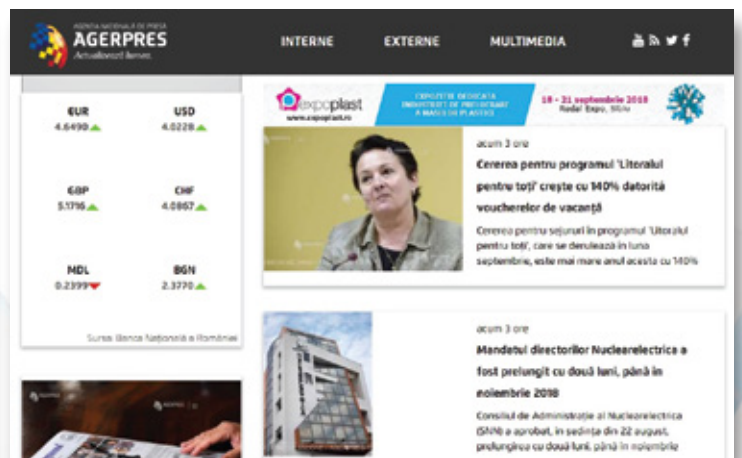 AGENȚIA NAȚIONALĂ DE PRESĂ
AGERPRES
Actualizează lumea.
INTERNE
EXTERNE
MULTIMEDIA
EUR
USD
4.6490
4.0228
GBP
CHF
5.1716
4.0867
MDL
BGN
0.2399
2.3770
Sursa: Banca Națională a României
expoplast
www.expoplast.ro
EXPOZIȚIE DEDICATĂ
INDUSTRIEI DE PRELUCRARE
A MASELOR PLASTICE
18 - 21 septembrie 2018
Redal Expo, Sibiu
acum 3 ore
Cererea pentru programul 'Litoralul
pentru toți' crește cu 140% datorită
voucherelor de vacanță
Cererea pentru sejururi în programul 'Litoralul
pentru toți', care se derulează în luna
septembrie, este mai mare anul acesta cu 140%
acum 3 ore
Mandatul directorilor Nuclearelectrica a
fost prelungit cu două luni, până în
noiembrie 2018
Consiliul de Administrație al Nuclearelectrica
(SNN) a aprobat, în ședința din 22 august,
prelungirea cu două luni, până în noiembrie
AGERPRES